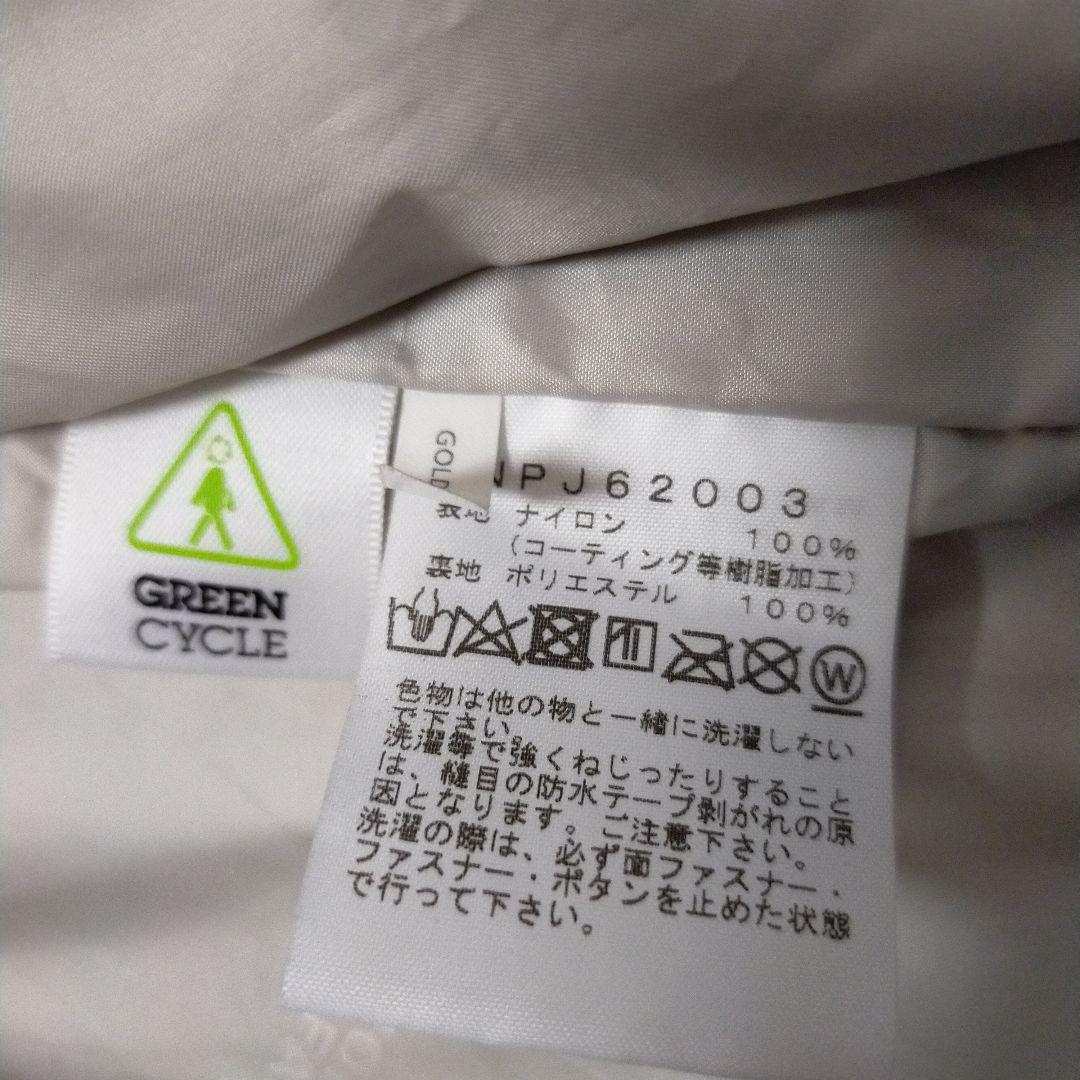 GREEN
CYCLE
GOLD
NPJ62003
表地 ナイロン 100%
(コーティング等樹脂加工)
裏地 ポリエステル 100%
W
色物は他の物と一緒に洗濯しない
で下さい。
洗濯等で強くねじったりすること
は、縫目の防水テープ剥がれの原
因となります。ご注意下さい。
洗濯の際は、必ず面ファスナー・
ファスナー・ボタンを止めた状態
で行って下さい。